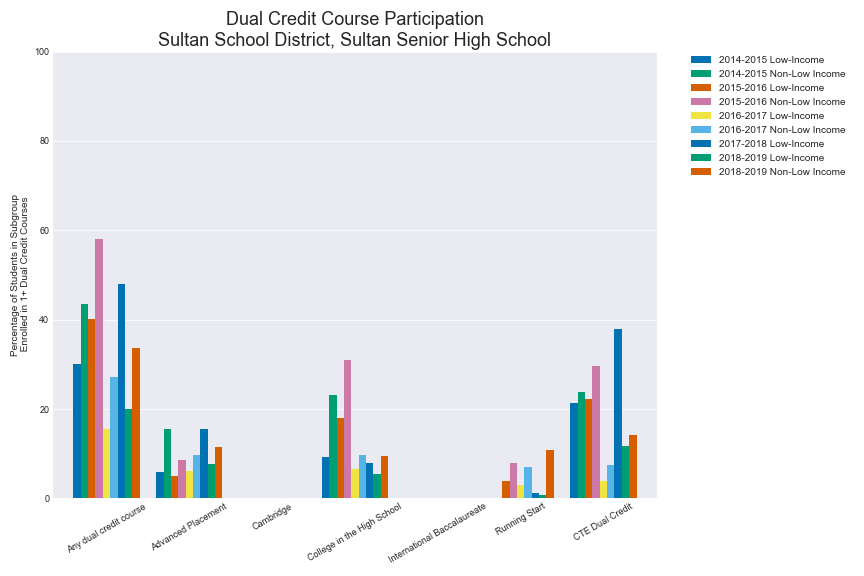 Dual Credit Course Participation
Sultan School District, Sultan Senior High School
Percentage of Students in Subgroup
Enrolled in 1+ Dual Credit Courses
100
80
60
40
20
0
Any dual credit course
Advanced Placement
Cambridge
College in the High School
International Baccalaureate
Running Start
CTE Dual Credit
2014-2015 Low-Income
2014-2015 Non-Low Income
2015-2016 Low-Income
2015-2016 Non-Low Income
2016-2017 Low-Income
2016-2017 Non-Low Income
2017-2018 Low-Income
2018-2019 Low-Income
2018-2019 Non-Low Income